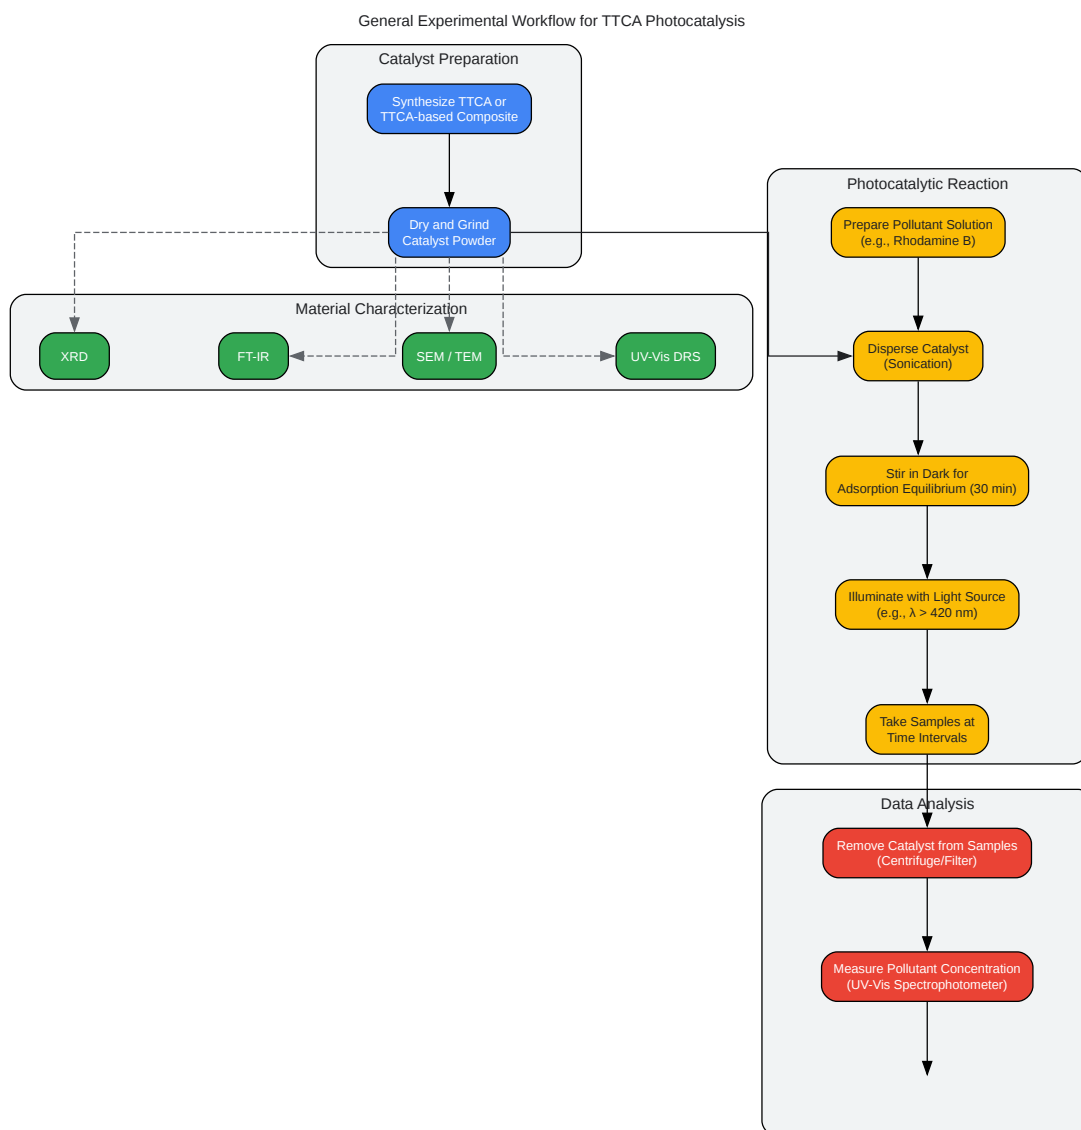 General Experimental Workflow for TTCA Photocatalysis
Catalyst Preparation
Synthesize TTCA or
TTCA-based Composite
Dry and Grind
Catalyst Powder
Material Characterization
XRD
FT-IR
SEM / TEM
UV-Vis DRS
Photocatalytic Reaction
Prepare Pollutant Solution
(e.g., Rhodamine B)
Disperse Catalyst
(Sonication)
Stir in Dark for
Adsorption Equilibrium (30 min)
Illuminate with Light Source
(e.g., λ > 420 nm)
Take Samples at
Time Intervals
Data Analysis
Remove Catalyst from Samples
(Centrifuge/Filter)
Measure Pollutant Concentration
(UV-Vis Spectrophotometer)